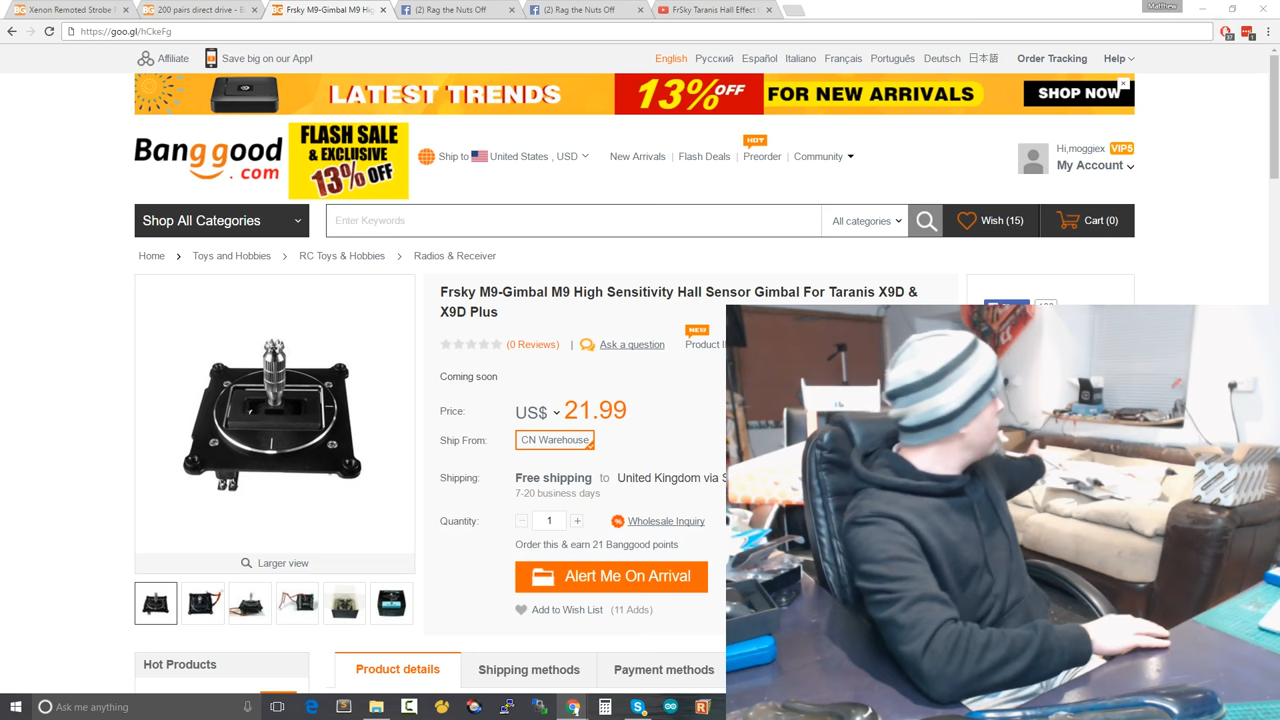 Xenon Remoted Strobe F
200 pairs direct drive - B
Frsky M9-Gimbal M9 Hig
(2) Rag the Nuts Off
(2) Rag the Nuts Off
FrSky Taranis Hall Effect
Matthew
https://goo.gl/hCkeFg
Affiliate
Save big on our App!
English
Русский
Español
Italiano
Français
Português
Deutsch
日本語
Order Tracking
Help
LATEST TRENDS
13% OFF
FOR NEW ARRIVALS
SHOP NOW
Banggood.com
FLASH SALE
& EXCLUSIVE
13% OFF
Ship to United States , USD
New Arrivals | Flash Deals | Preorder | Community
HOT
Hi,moggiex VIP5
My Account
Shop All Categories
Enter Keywords
All categories
Wish (15)
Cart (0)
Home > Toys and Hobbies > RC Toys & Hobbies > Radios & Receiver
Frsky M9-Gimbal M9 High Sensitivity Hall Sensor Gimbal For Taranis X9D &
X9D Plus
NEW
(0 Reviews) | Ask a question
Coming soon
Price: US$ 21.99
Ship From: CN Warehouse
Shipping: Free shipping to United Kingdom via
7-20 business days
Quantity: 1 Wholesale Inquiry
Order this & earn 21 Banggood points
Alert Me On Arrival
Add to Wish List (11 Adds)
Larger view
Hot Products
Product details
Shipping methods
Payment methods
Ask me anything